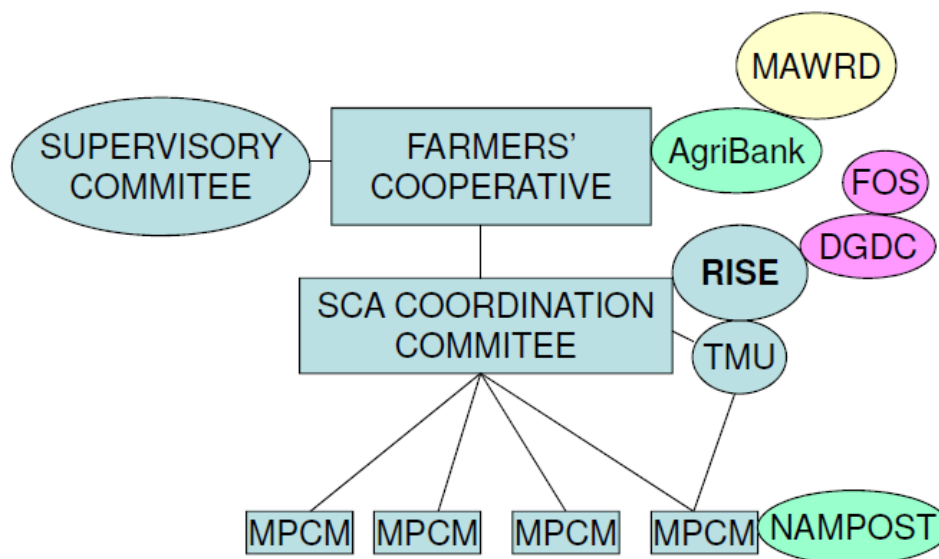 MAWRD
SUPERVISORY
COMMITEE
FARMERS'
COOPERATIVE
AgriBank
FOS
DGDC
RISE
SCA COORDINATION
COMMITEE
TMU
MPCM
MPCM
MPCM
MPCM
NAMPOST